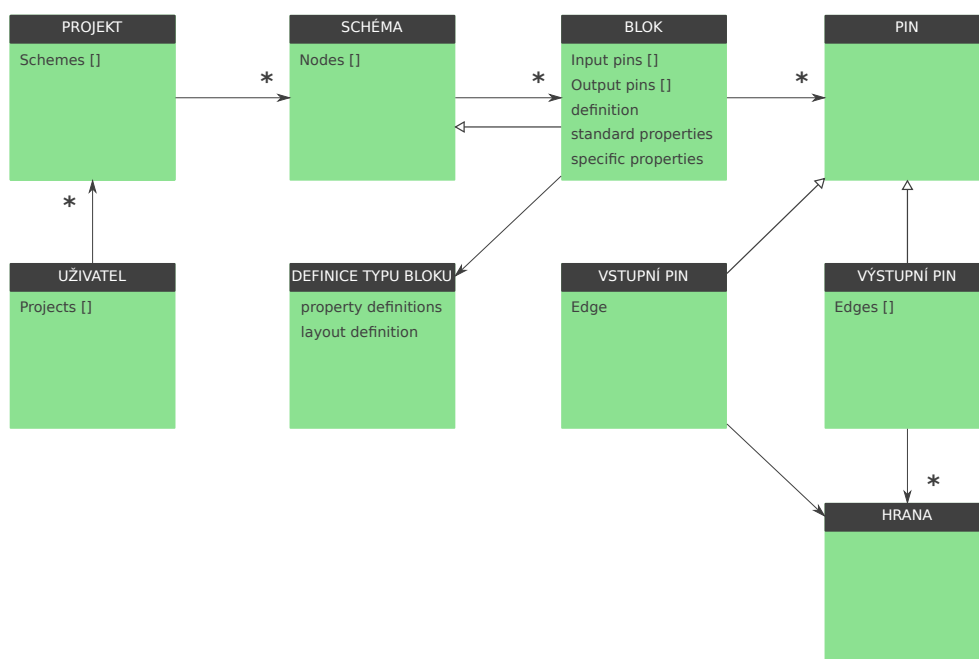 PROJEKT
Schemes []
SCHÉMA
Nodes []
BLOK
Input pins []
Output pins []
definition
standard properties
specific properties
PIN
*
*
*
*
UŽIVATEL
Projects []
DEFINICE TYPU BLOKU
property definitions
layout definition
VSTUPNÍ PIN
Edge
VÝSTUPNÍ PIN
Edges []
*
HRANA